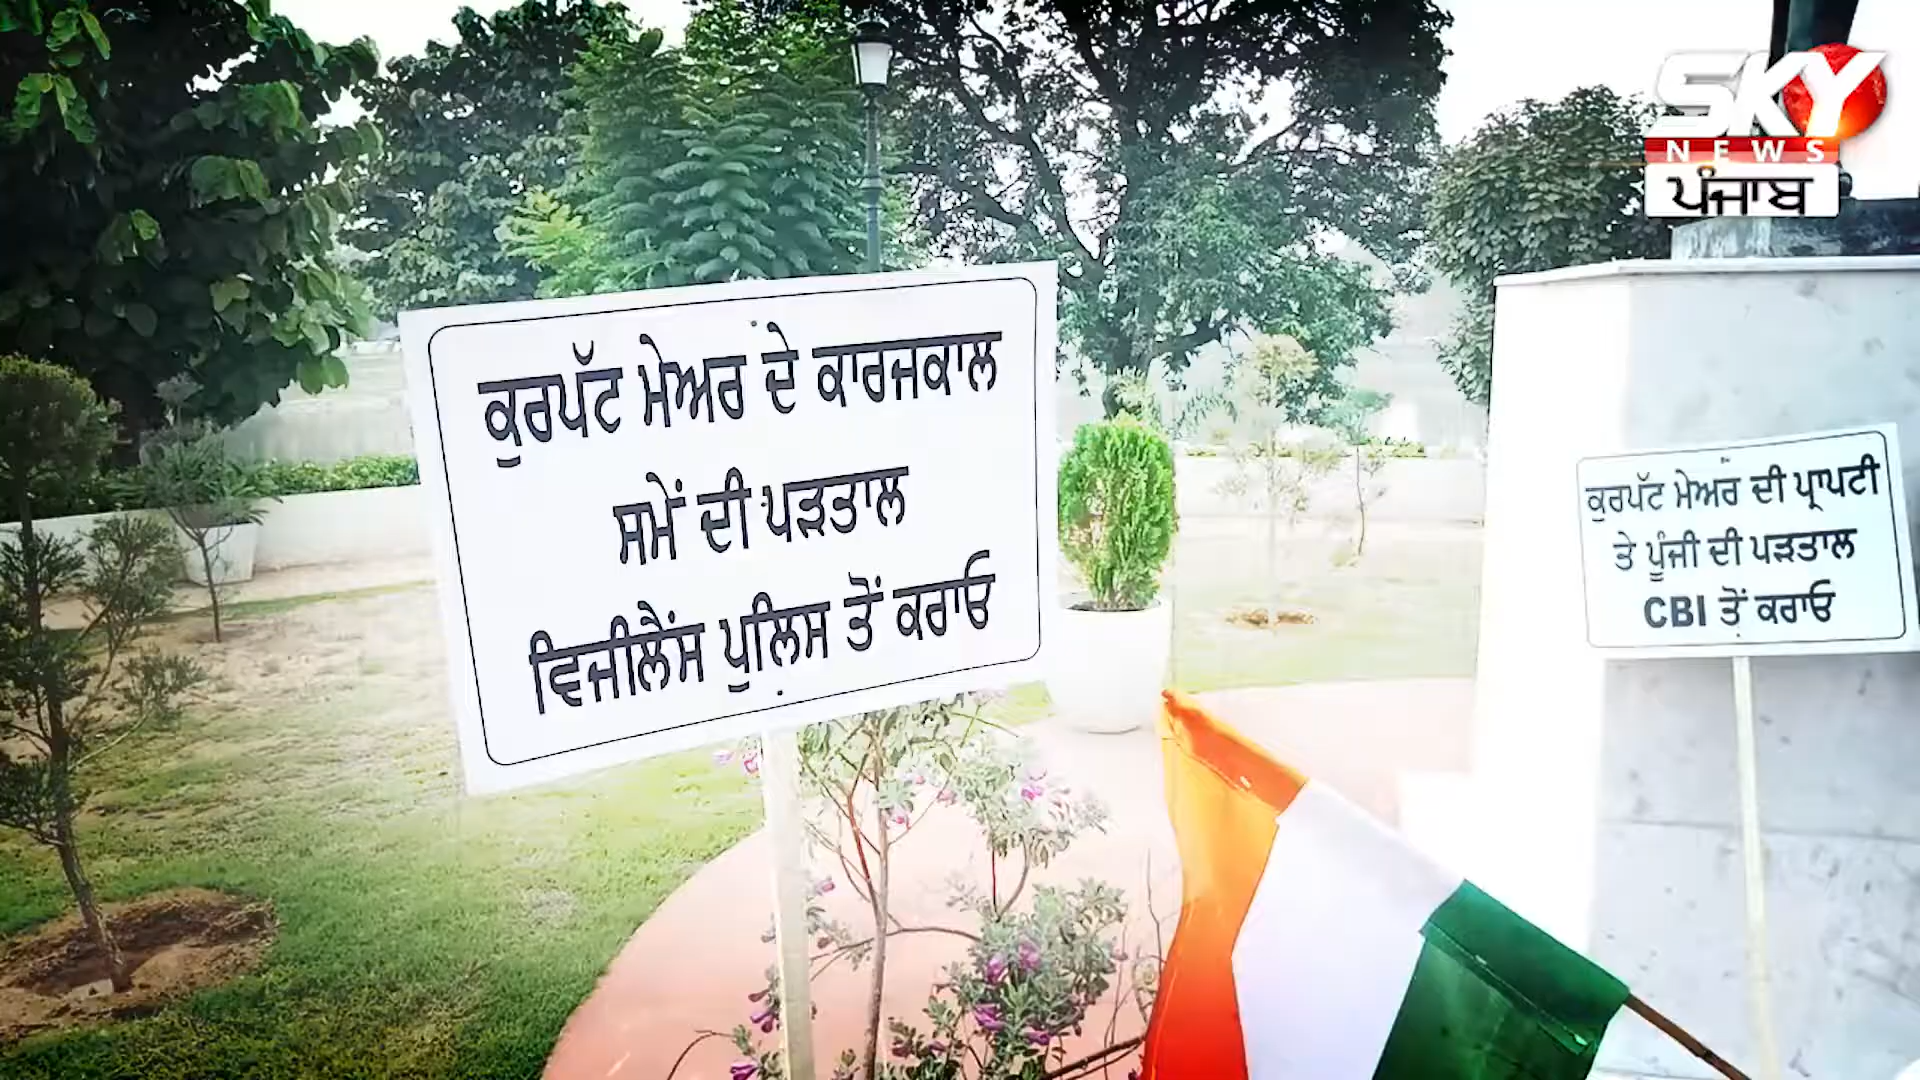 ਕੁਰਪੱਟ ਮੇਅਰ ਦੇ ਕਾਰਜਕਾਲ
ਸਮੇਂ ਦੀ ਪੜਤਾਲ
ਵਿਜੀਲੈਂਸ ਪੁਲਿਸ ਤੋਂ ਕਰਾਓ
ਕੁਰਪੱਟ ਮੇਅਰ ਦੀ ਪ੍ਰਾਪਟੀ
ਤੇ ਪੂੰਜੀ ਦੀ ਪੜਤਾਲ
CBI ਤੋਂ ਕਰਾਓ
SKY
NEWS
ਪੰਜਾਬ